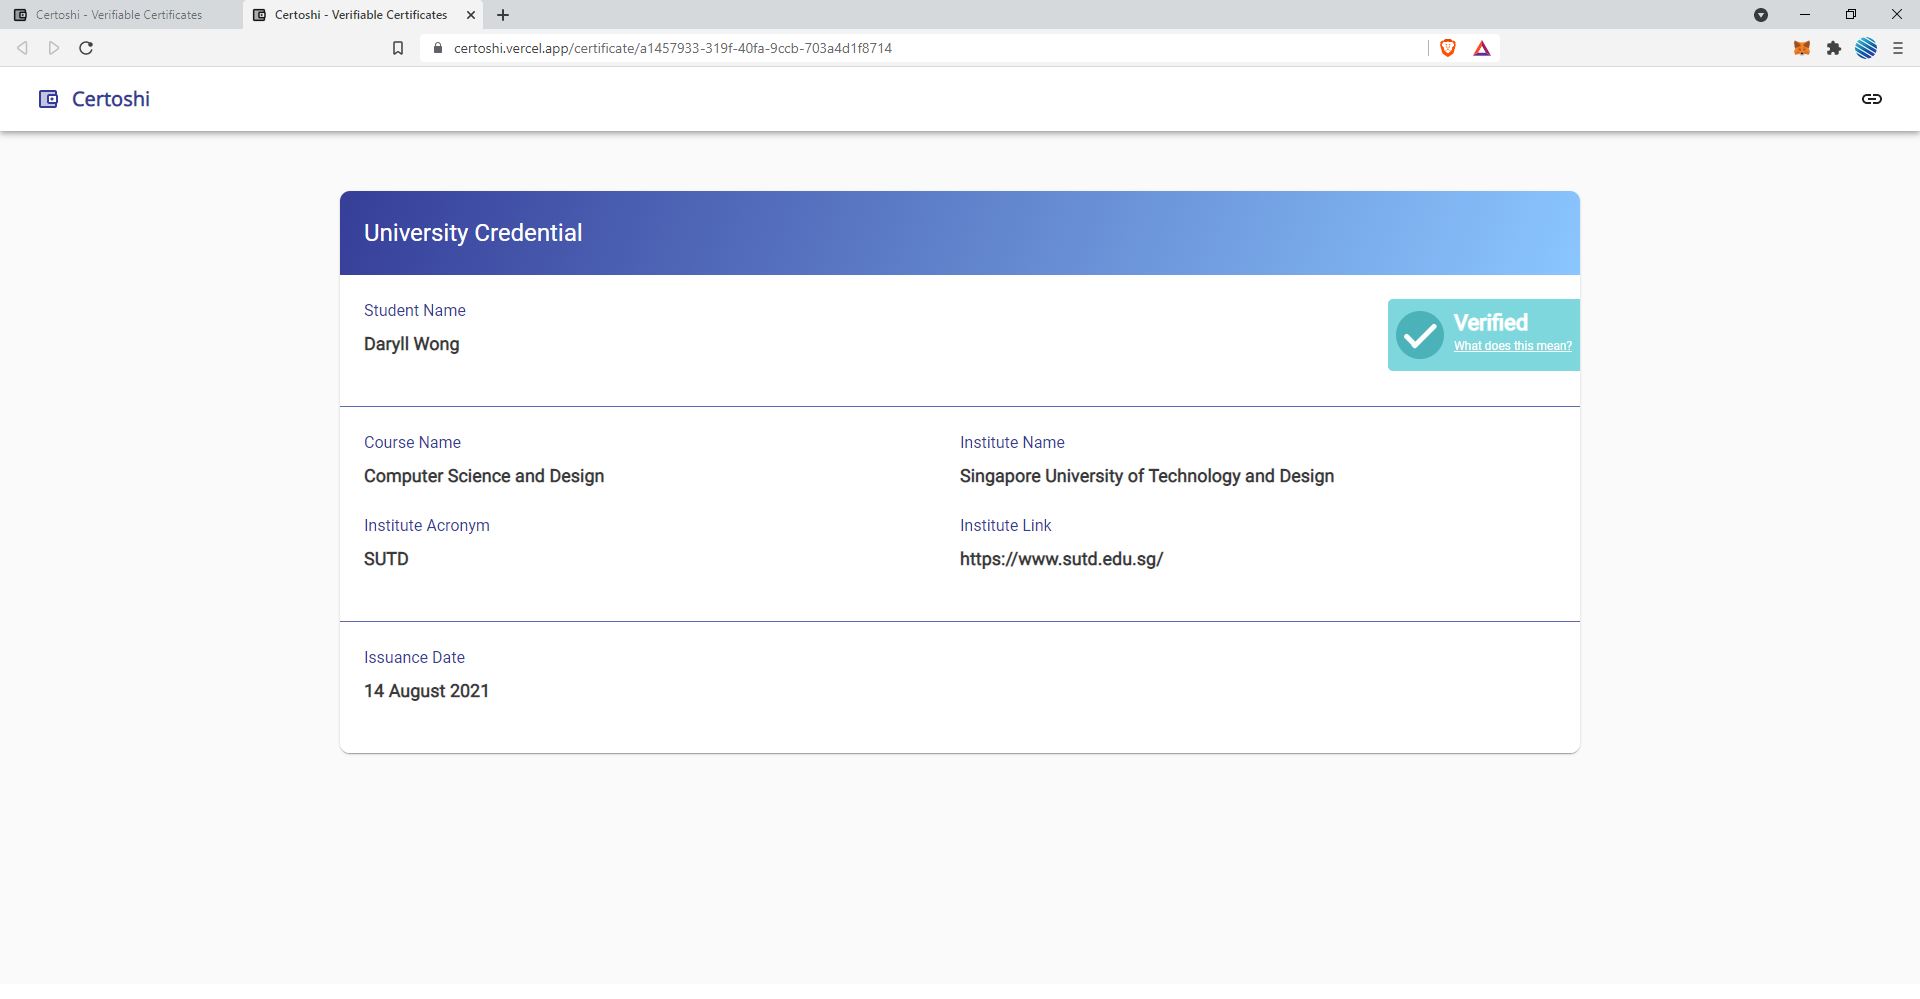 Certoshi - Verifiable Certificates
Certoshi - Verifiable Certificates
certoshi.vercel.app/certificate/a1457933-319f-40fa-9ccb-703a4d1f8714
Certoshi
University Credential
Student Name
Daryll Wong
Verified
What does this mean?
Course Name
Computer Science and Design
Institute Name
Singapore University of Technology and Design
Institute Acronym
SUTD
Institute Link
https://www.sutd.edu.sg/
Issuance Date
14 August 2021